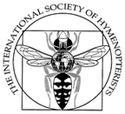 THE INTERNATIONAL SOCIETY OF HYMENOPTERISTS